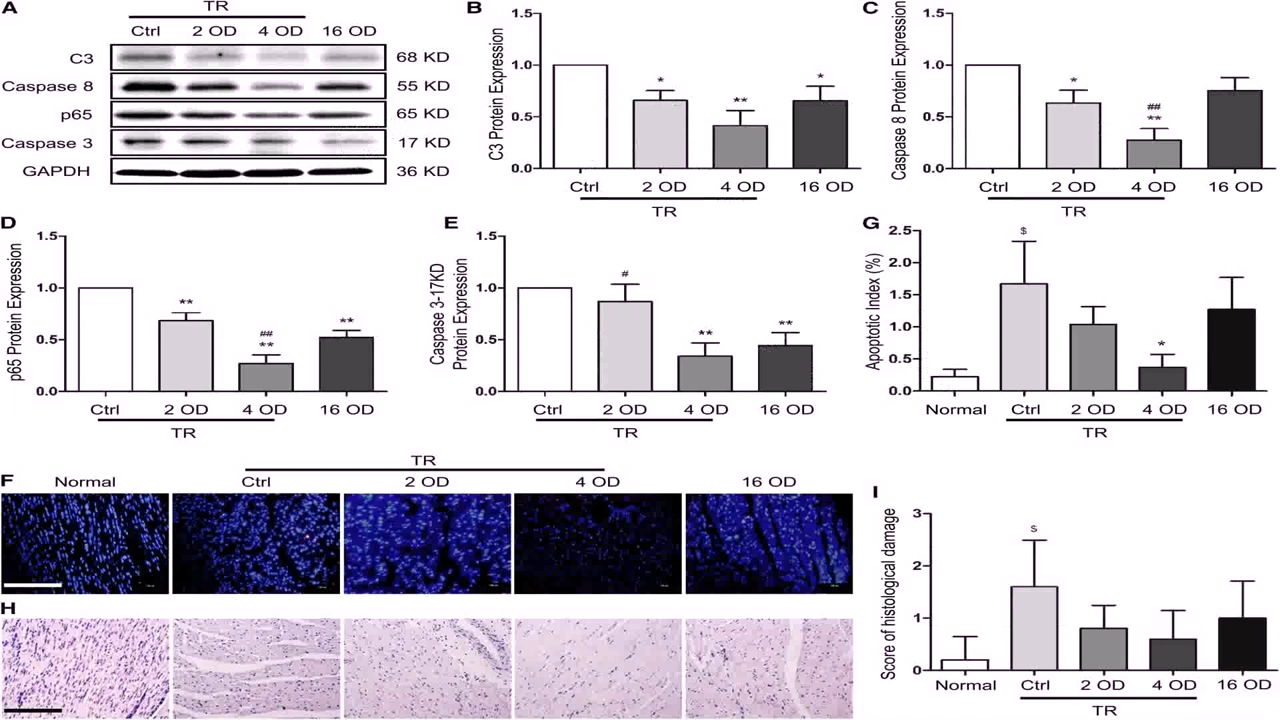 A
TR
Ctrl 2 OD 4 OD 16 OD
C3 68 KD
Caspase 8 55 KD
p65 65 KD
Caspase 3 17 KD
GAPDH 36 KD
B
C3 Protein Expression
1.5
1.0
0.5
0.0
*
**
*
Ctrl 2 OD 4 OD 16 OD
TR
C
Caspase 8 Protein Expression
1.5
1.0
0.5
0.0
*
##
**
Ctrl 2 OD 4 OD 16 OD
TR
D
p65 Protein Expression
1.5
1.0
0.5
0.0
**
##
**
**
Ctrl 2 OD 4 OD 16 OD
TR
E
Caspase 3-17KD
Protein Expression
1.5
1.0
0.5
0.0
#
**
**
Ctrl 2 OD 4 OD 16 OD
TR
G
Apoptotic Index (%)
2.5
2.0
1.5
1.0
0.5
0.0
$
*
Normal Ctrl 2 OD 4 OD 16 OD
TR
F
TR
Normal Ctrl 2 OD 4 OD 16 OD
H
I
Score of histological damage
3
2
1
0
$
Normal Ctrl 2 OD 4 OD 16 OD
TR